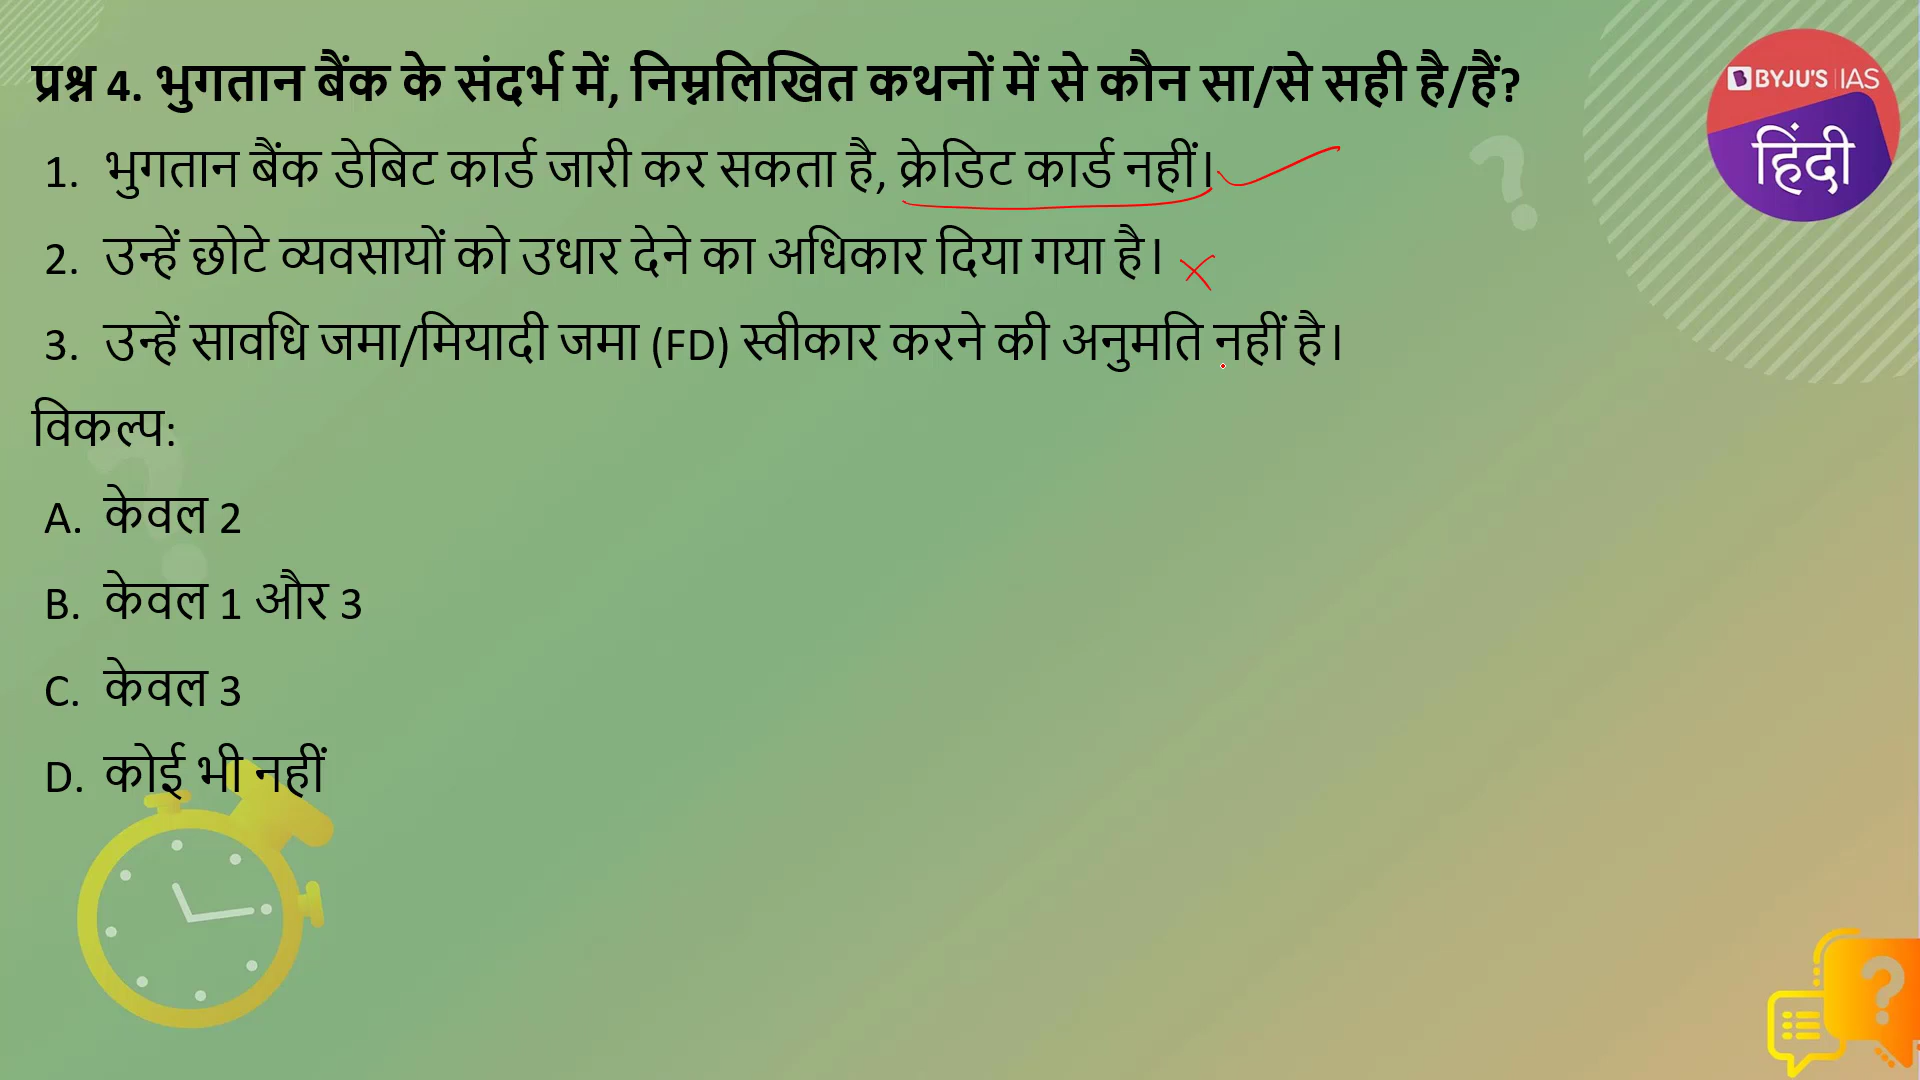 प्रश्न 4. भुगतान बैंक के संदर्भ में, निम्नलिखित कथनों में से कौन सा/से सही है/हैं?
BYJU'S IAS
हिंदी
1. भुगतान बैंक डेबिट कार्ड जारी कर सकता है, क्रेडिट कार्ड नहीं।
2. उन्हें छोटे व्यवसायों को उधार देने का अधिकार दिया गया है।
3. उन्हें सावधि जमा/मियादी जमा (FD) स्वीकार करने की अनुमति नहीं है।
विकल्प:
A. केवल 2
B. केवल 1 और 3
C. केवल 3
D. कोई भी नहीं